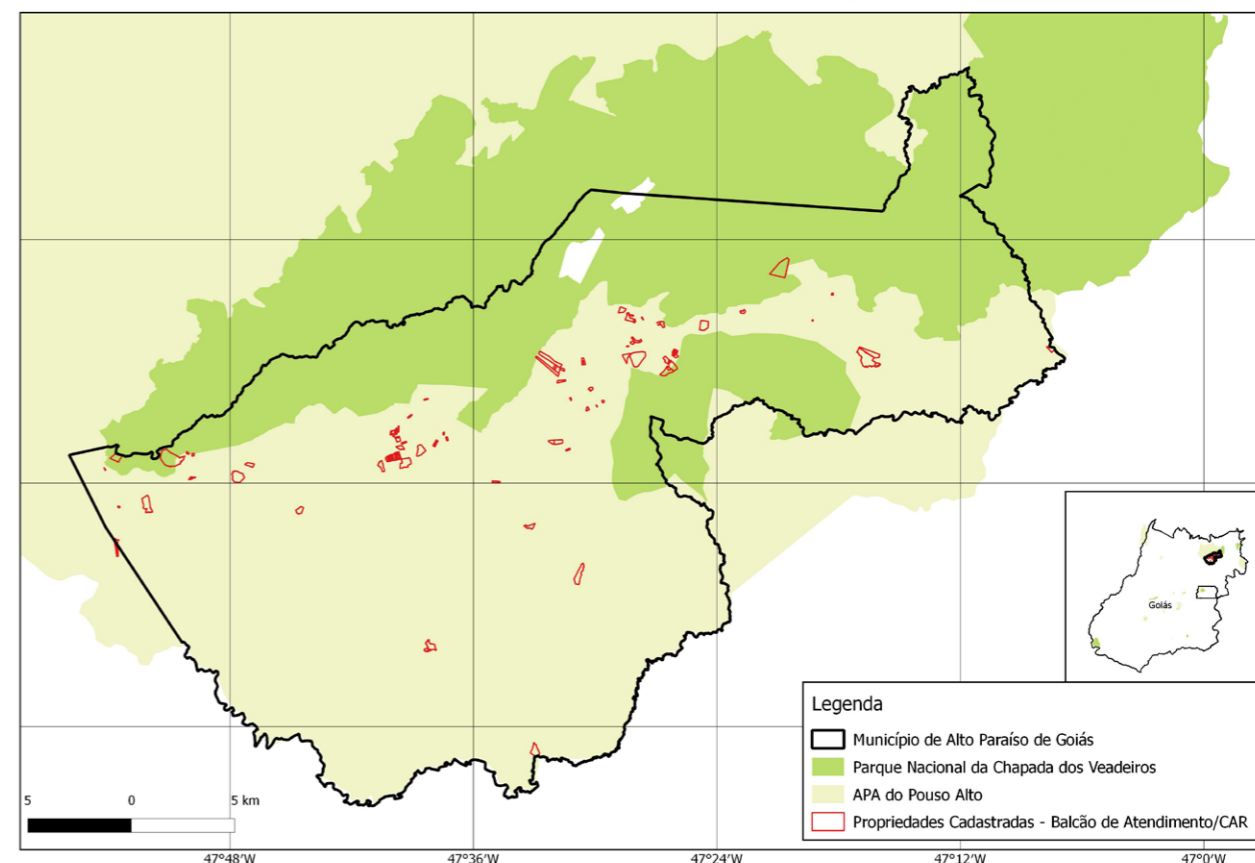 Goiás
Legenda
Município de Alto Paraíso de Goiás
Parque Nacional da Chapada dos Veadeiros
APA do Pouso Alto
Propriedades Cadastradas - Balcão de Atendimento/CAR
5 0 5 km
47°48'W 47°36'W 47°24'W 47°12'W 47°0'W